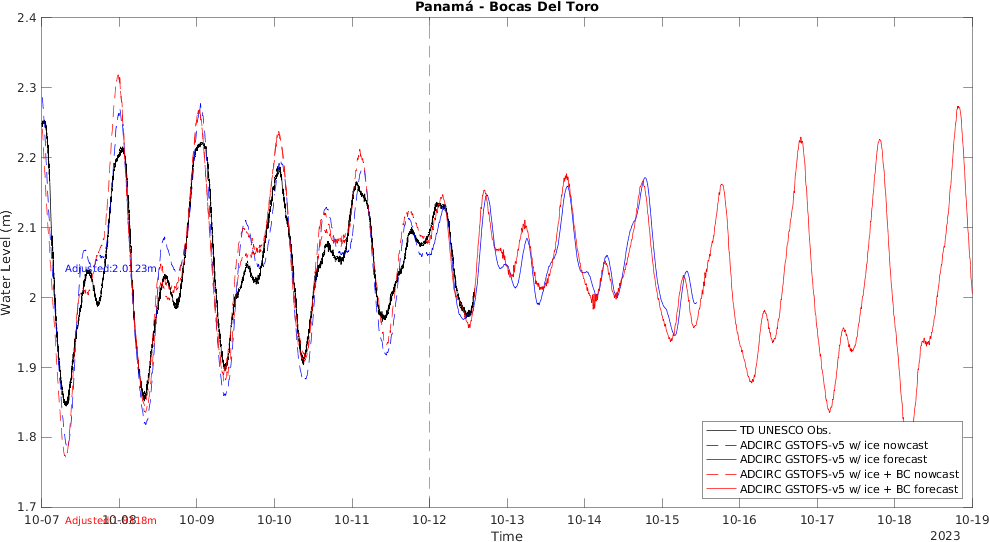 Panamá - Bocas Del Toro
2.4
2.3
2.2
2.1
2
1.9
1.8
1.7
Water Level (m)
Adjusted:2.0123m
TD UNESCO Obs.
ADCIRC GSTOFS-v5 w/ ice nowcast
ADCIRC GSTOFS-v5 w/ ice forecast
ADCIRC GSTOFS-v5 w/ ice + BC nowcast
ADCIRC GSTOFS-v5 w/ ice + BC forecast
10-07 10-08 10-09 10-10 10-11 10-12 10-13 10-14 10-15 10-16 10-17 10-18 10-19
Time
2023